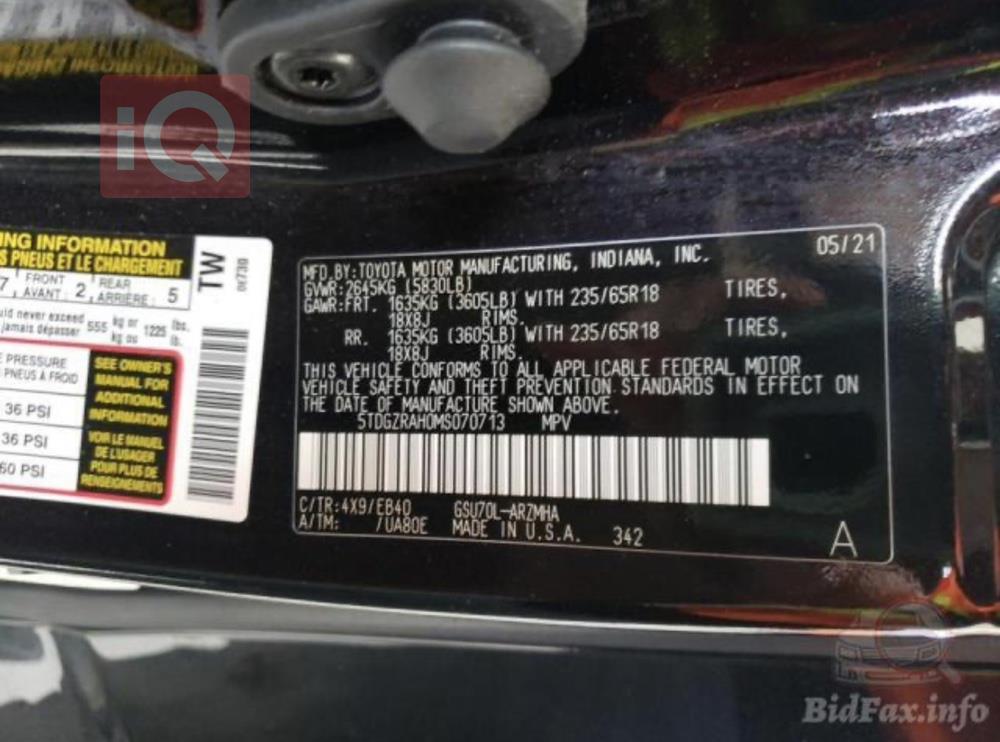 iQ
ING INFORMATION
S PNEUS ET LE CHARGEMENT
7, FRONT AVANT : 2, REAR ARRIÈRE : 5
uld never exceed 555 kg or 1225 lbs.
jamais dépasser kg ou lb.
E PRESSURE
PNEUS À FROID
36 PSI
36 PSI
60 PSI
SEE OWNER'S
MANUAL FOR
ADDITIONAL
INFORMATION
VOIR LE MANUEL
DE L'USAGER
POUR PLUS DE
RENSEIGNEMENTS
TW
0E730
MFD.BY:TOYOTA MOTOR MANUFACTURING, INDIANA, INC. 05/21
GVWR:2645KG (5830LB)
GAWR:FRT. 1635KG (3605LB) WITH 235/65R18 TIRES,
18X8J RIMS,
RR. 1635KG (3605LB) WITH 235/65R18 TIRES,
18X8J RIMS.
THIS VEHICLE CONFORMS TO ALL APPLICABLE FEDERAL MOTOR
VEHICLE SAFETY AND THEFT PREVENTION STANDARDS IN EFFECT ON
THE DATE OF MANUFACTURE SHOWN ABOVE.
5TDGZRAH0MS070713 MPV
C/TR:4X9/EB40 GSU70L-ARZMHA
A/TM: /UA80E MADE IN U.S.A. 342
A
BidFax.info